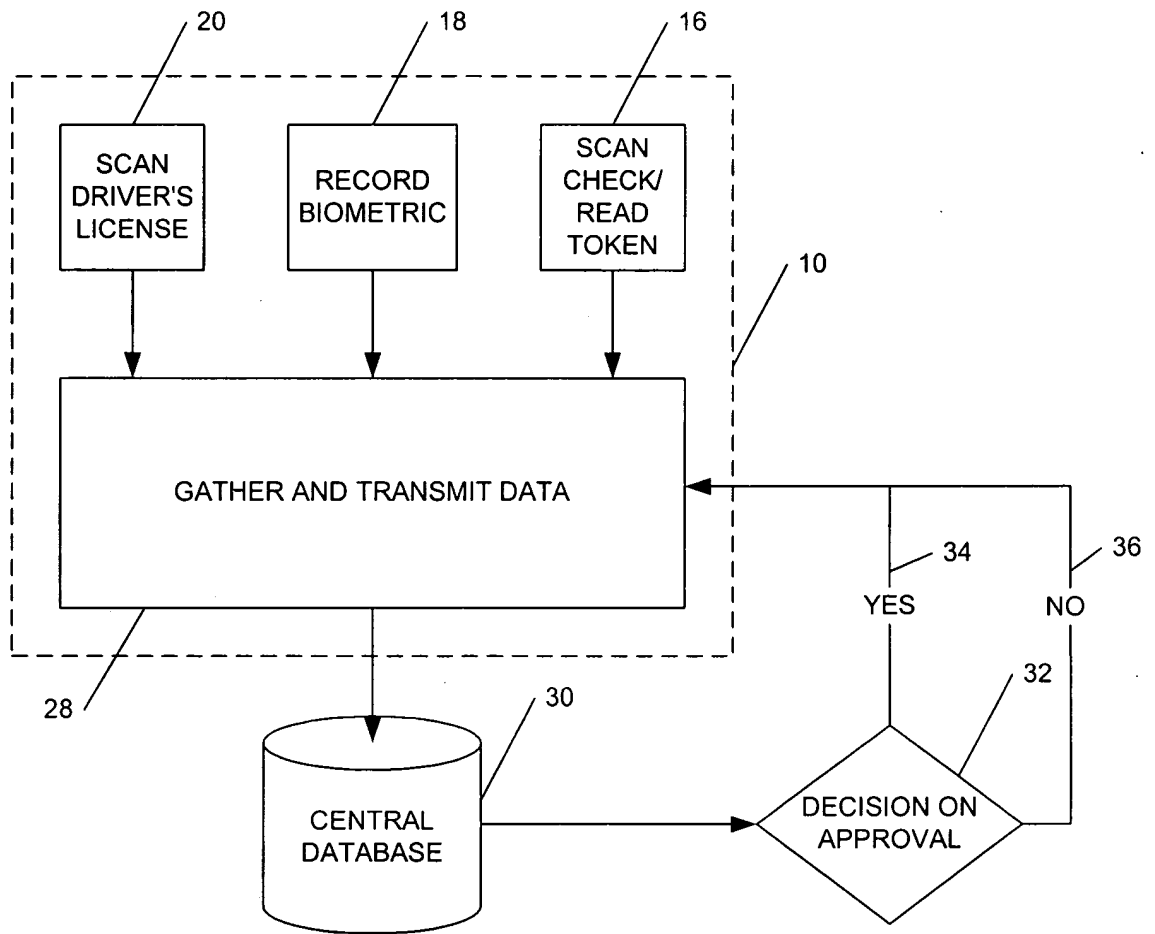 20
18
16
SCAN
DRIVER'S
LICENSE
RECORD
BIOMETRIC
SCAN
CHECK/
READ
TOKEN
10
GATHER AND TRANSMIT DATA
34
36
YES
NO
28
30
32
CENTRAL
DATABASE
DECISION ON
APPROVAL